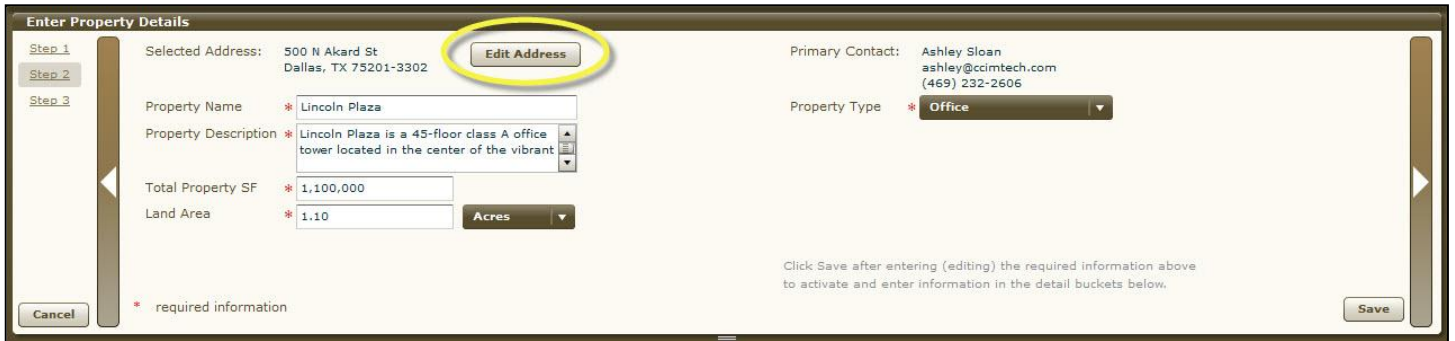 Enter Property Details
Step 1
Step 2
Step 3
Selected Address:
500 N Akard St
Dallas, TX 75201-3302
Edit Address
Primary Contact:
Ashley Sloan
ashley@ccimtech.com
(469) 232-2606
Property Name * Lincoln Plaza
Property Type * Office
Property Description * Lincoln Plaza is a 45-floor class A office
tower located in the center of the vibrant
Total Property SF * 1,100,000
Land Area * 1.10 Acres
Click Save after entering (editing) the required information above
to activate and enter information in the detail buckets below.
* required information
Cancel
Save